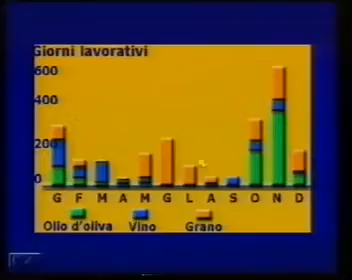 Giorni lavorativi
600
400
200
0
G F M A M G L A S O N D
Olio d'oliva Vino Grano